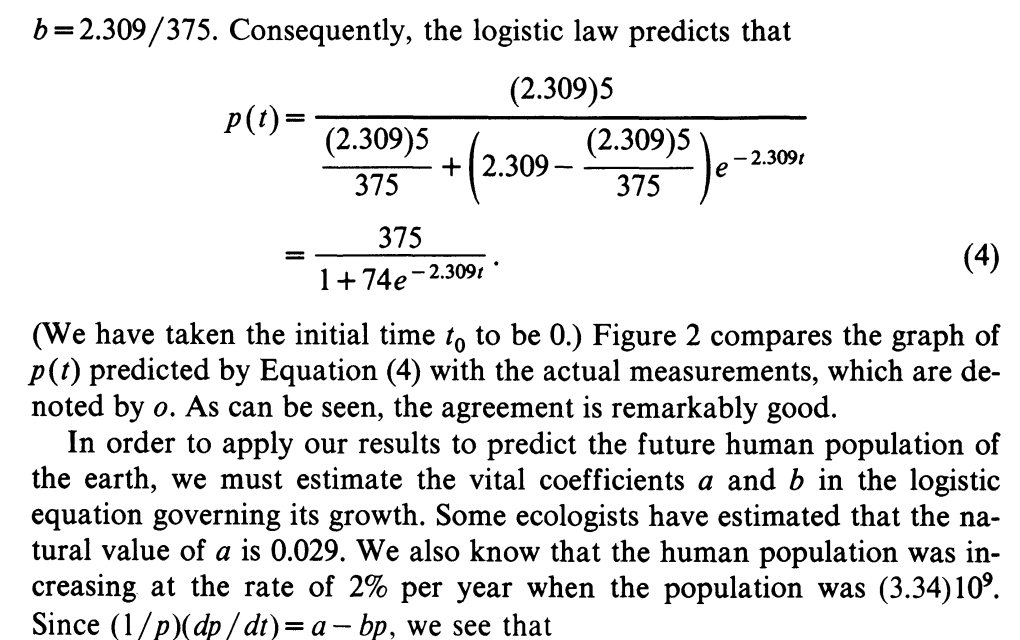 b=2.309/375. Consequently, the logistic law predicts that
p(t)= \frac{(2.309)5}{\frac{(2.309)5}{375}+\left(2.309-\frac{(2.309)5}{375}\right)e^{-2.309t}}
= \frac{375}{1+74e^{-2.309t}}. (4)
(We have taken the initial time t₀ to be 0.) Figure 2 compares the graph of
p(t) predicted by Equation (4) with the actual measurements, which are de-
noted by o. As can be seen, the agreement is remarkably good.
In order to apply our results to predict the future human population of
the earth, we must estimate the vital coefficients a and b in the logistic
equation governing its growth. Some ecologists have estimated that the na-
tural value of a is 0.029. We also know that the human population was in-
creasing at the rate of 2% per year when the population was (3.34)10⁹.
Since (1/p)(dp/dt)=a−bp, we see that